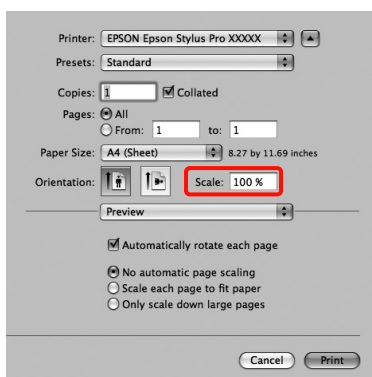 Printer: EPSON Epson Stylus Pro XXXXX
Presets: Standard
Copies: 1 Collated
Pages: All
From: 1 to: 1
Paper Size: A4 (Sheet) 8.27 by 11.69 inches
Orientation: Scale: 100 %
Preview
Automatically rotate each page
No automatic page scaling
Scale each page to fit paper
Only scale down large pages
Cancel Print